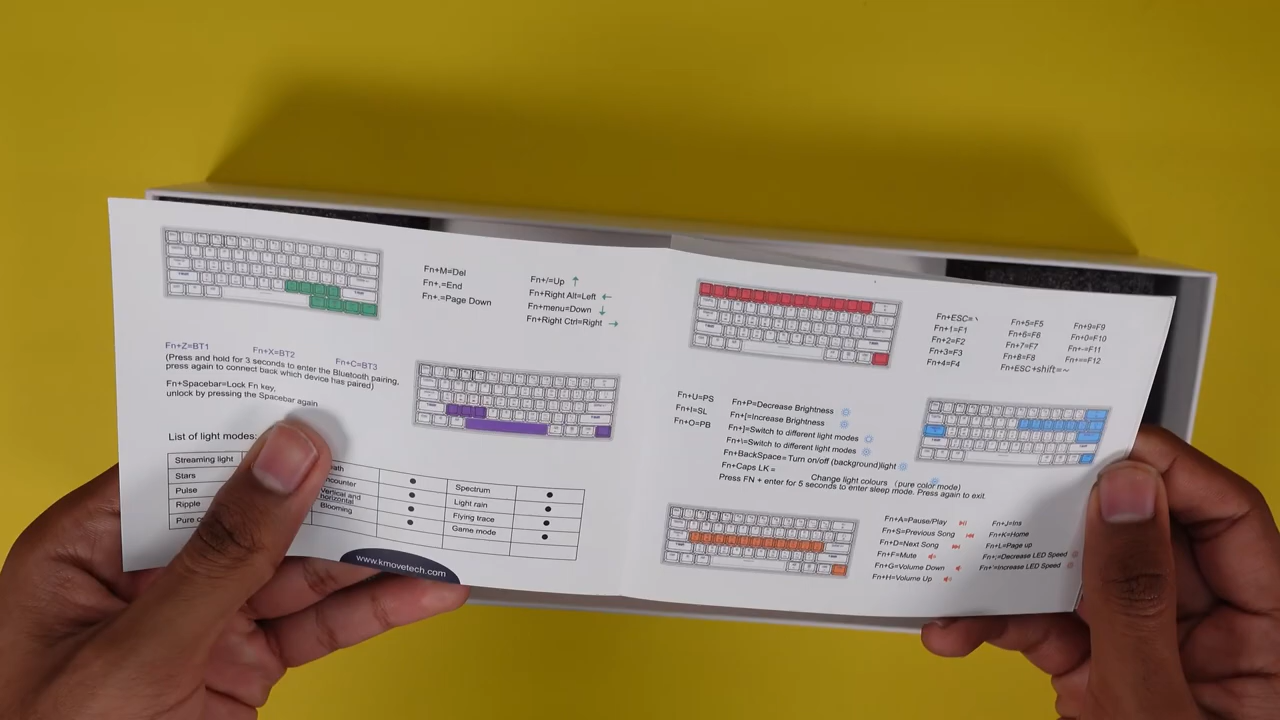 Fn+M=Del
Fn+,=End
Fn+.=Page Down
Fn+/=Up ↑
Fn+Right Alt=Left ←
Fn+menu=Down ↓
Fn+Right Ctrl=Right →
Fn+Z=BT1
Fn+X=BT2
Fn+C=BT3
(Press and hold for 3 seconds to enter the Bluetooth pairing,
press again to connect back which device has paired)
Fn+Spacebar=Lock Fn key,
unlock by pressing the Spacebar again
List of light modes:
Streaming light
Stars
Pulse
Ripple
Pure
Vertical and
horizontal
Blooming
Spectrum
Light rain
Flying trace
Game mode
www.kmovetech.com
Fn+ESC=、
Fn+1=F1
Fn+2=F2
Fn+3=F3
Fn+4=F4
Fn+5=F5
Fn+6=F6
Fn+7=F7
Fn+8=F8
Fn+ESC+shift=~
Fn+9=F9
Fn+0=F10
Fn+-=F11
Fn+==F12
Fn+U=PS
Fn+I=SL
Fn+O=PB
Fn+P=Decrease Brightness
Fn+[=Increase Brightness
Fn+]=Switch to different light modes
Fn+\=Switch to different light modes
Fn+BackSpace=Turn on/off (background)light
Fn+Caps LK = Change light colours (pure color mode)
Press FN + enter for 5 seconds to enter sleep mode. Press again to exit.
Fn+A=Pause/Play
Fn+S=Previous Song
Fn+D=Next Song
Fn+F=Mute
Fn+G=Volume Down
Fn+H=Volume Up
Fn+J=Ins
Fn+K=Home
Fn+L=Page up
Fn+;=Decrease LED Speed
Fn+'=Increase LED Speed